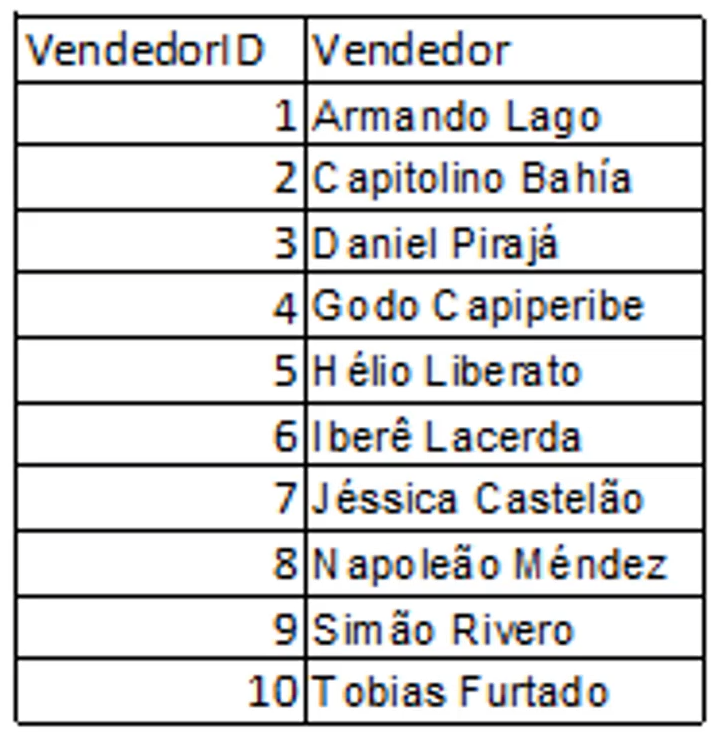 VendedorID Vendedor
1 Armando Lago
2 Capitolino Bahía
3 Daniel Pirajá
4 Godo Capiperibe
5 Hélio Liberato
6 Iberê Lacerda
7 Jéssica Castelão
8 Napoleão Méndez
9 Simão Rivero
10 Tobias Furtado